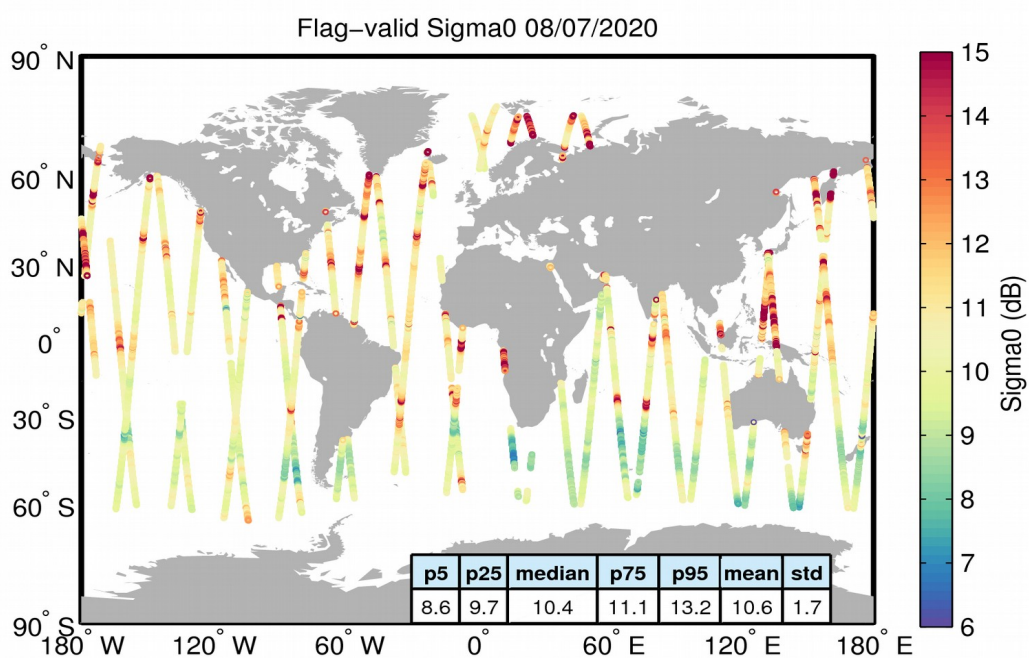 Flag−valid Sigma0 08/07/2020
90° N
60° N
30° N
0°
30° S
60° S
90° S
180° W
120° W
60° W
0°
60° E
120° E
180° E
p5 p25 median p75 p95 mean std
8.6 9.7 10.4 11.1 13.2 10.6 1.7
15
14
13
12
11
10
9
8
7
6
Sigma0 (dB)